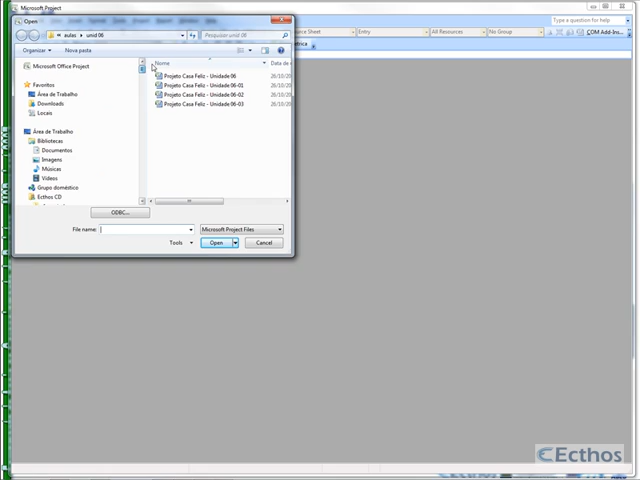 Microsoft Project
Open
Type a question for help
Source Sheet
Entry
All Resources
No Group
COM Add-Ins...
aulas
unid 06
Pesquisar unid 06
Organizar
Nova pasta
Microsoft Office Project
Favoritos
Área de Trabalho
Downloads
Locais
Área de Trabalho
Bibliotecas
Documentos
Imagens
Músicas
Vídeos
Grupo doméstico
Ecthos CD
Nome
Data de
Projeto Casa Feliz - Unidade 06
26/10/20
Projeto Casa Feliz - Unidade 06-01
26/10/20
Projeto Casa Feliz - Unidade 06-02
26/10/20
Projeto Casa Feliz - Unidade 06-03
26/10/20
ODBC...
File name:
Microsoft Project Files
Tools
Open
Cancel
Ecthos